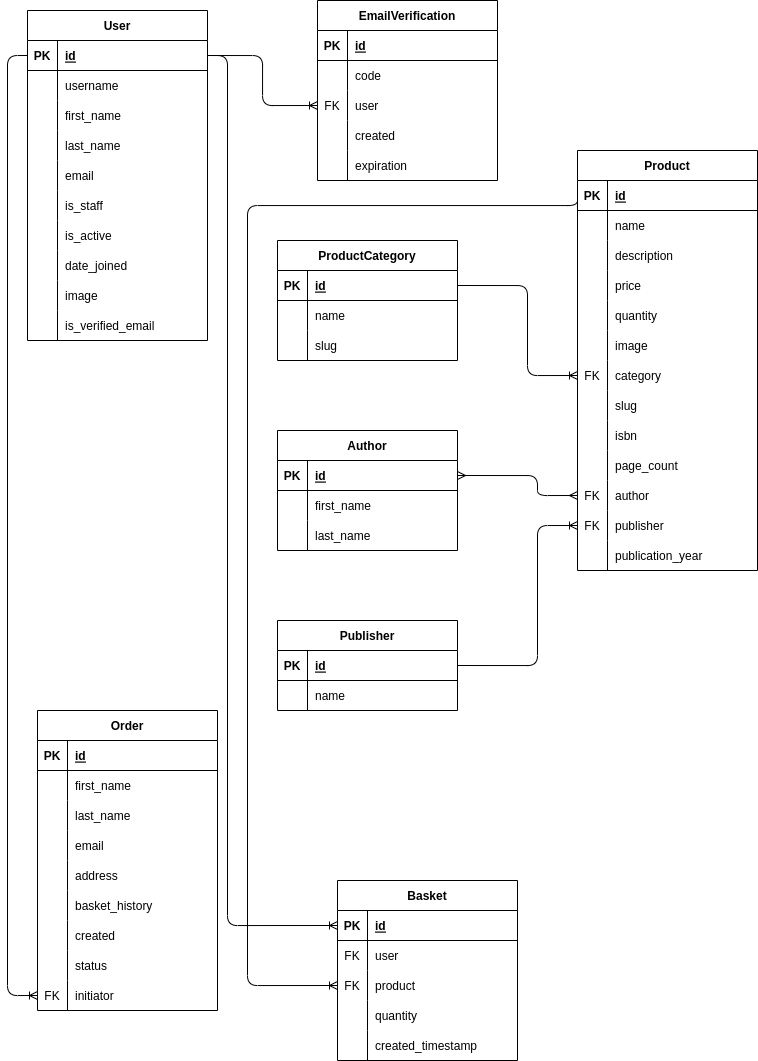 User
PK id
username
first_name
last_name
email
is_staff
is_active
date_joined
image
is_verified_email
EmailVerification
PK id
code
FK user
created
expiration
Product
PK id
name
description
price
quantity
image
FK category
slug
isbn
page_count
FK author
FK publisher
publication_year
ProductCategory
PK id
name
slug
Author
PK id
first_name
last_name
Publisher
PK id
name
Order
PK id
first_name
last_name
email
address
basket_history
created
status
FK initiator
Basket
PK id
FK user
FK product
quantity
created_timestamp